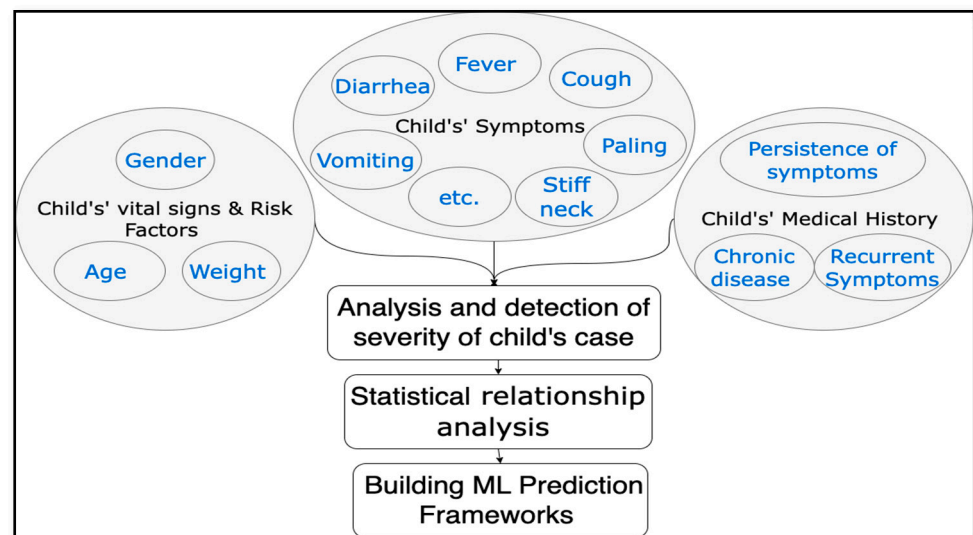 Fever
Diarrhea
Cough
Child's' Symptoms
Paling
Vomiting
etc.
Stiff
neck
Gender
Child's' vital signs & Risk
Factors
Age
Weight
Persistence of
symptoms
Child's' Medical History
Chronic
disease
Recurrent
Symptoms
Analysis and detection of
severity of child's case
Statistical relationship
analysis
Building ML Prediction
Frameworks